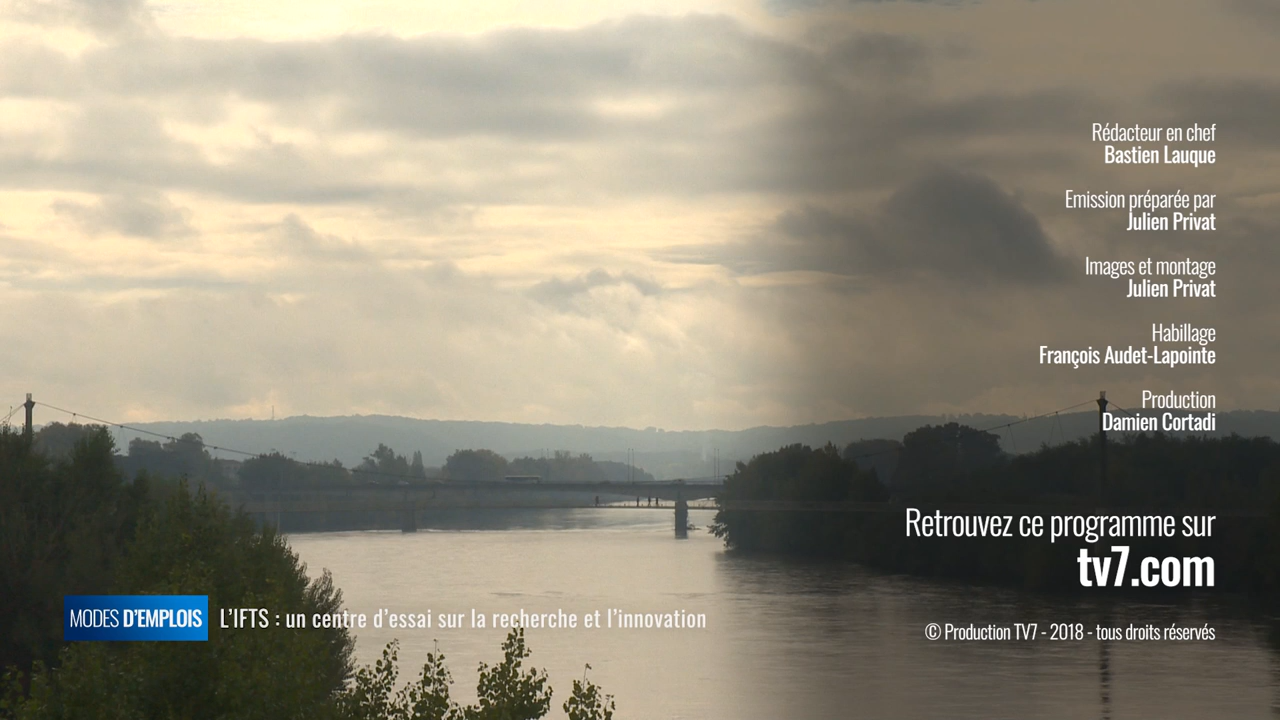 Rédacteur en chef
Bastien Lauque
Emission préparée par
Julien Privat
Images et montage
Julien Privat
Habillage
François Audet-Lapointe
Production
Damien Cortadi
Retrouvez ce programme sur
tv7.com
MODES D'EMPLOIS L'IFTS : un centre d'essai sur la recherche et l'innovation
© Production TV7 - 2018 - tous droits réservés